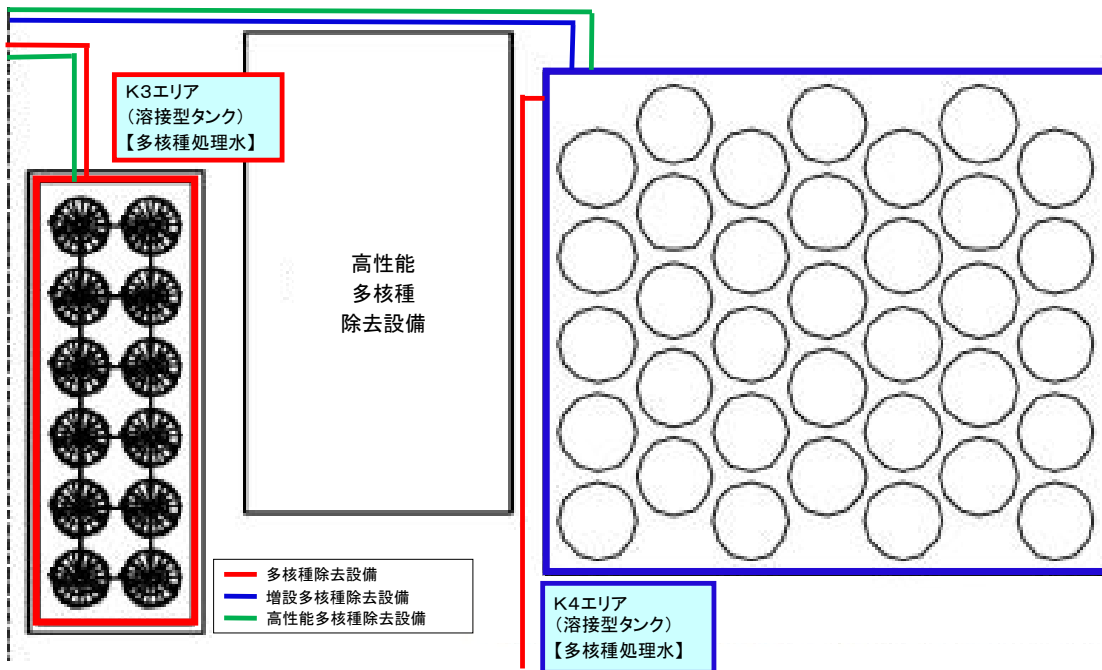 K3エリア
(溶接型タンク)
【多核種処理水】
高性能
多核種
除去設備
多核種除去設備
増設多核種除去設備
高性能多核種除去設備
K4エリア
(溶接型タンク)
【多核種処理水】